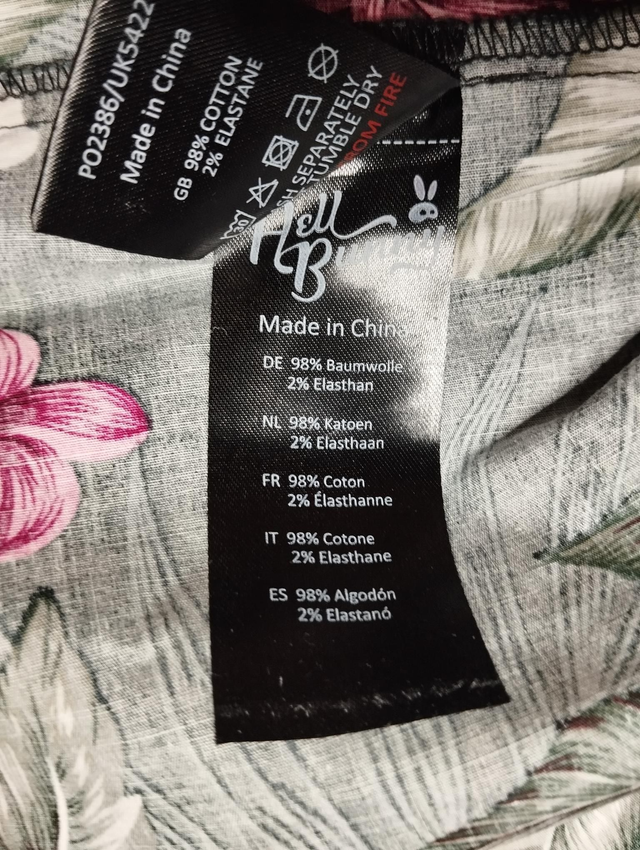 PO2386/UK5422
Made in China
GB 98% COTTON
2% ELASTANE
SEPARATELY
TUMBLE DRY
FROM FIRE
Hell
Bunny
Made in China
DE 98% Baumwolle
2% Elasthan
NL 98% Katoen
2% Elasthaan
FR 98% Coton
2% Élasthanne
IT 98% Cotone
2% Elasthane
ES 98% Algodón
2% Elastanó